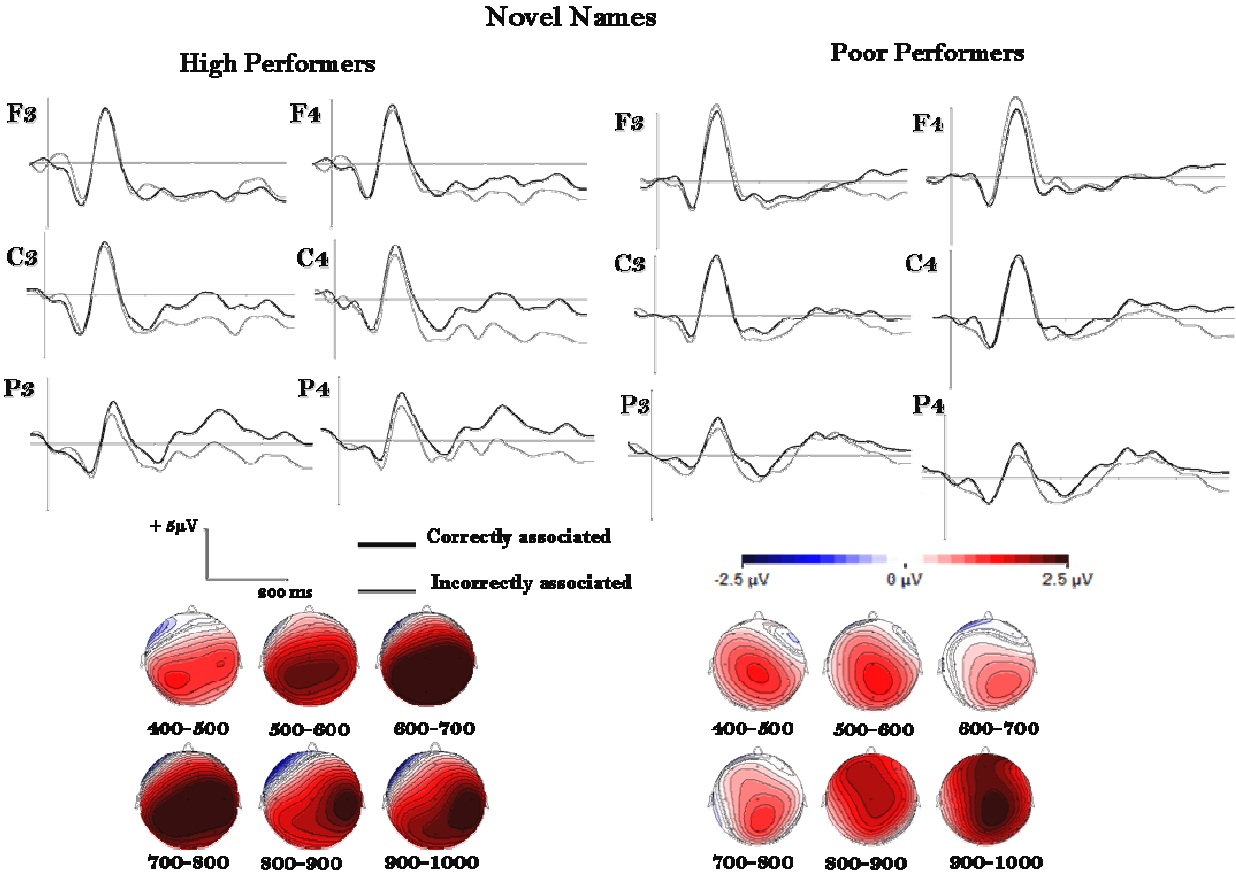 Novel Names
High Performers
Poor Performers
F3
F4
F3
F4
C3
C4
C3
C4
P3
P4
P3
P4
+ 5µV
800 ms
Correctly associated
Incorrectly associated
-2.5 µV
0 µV
2.5 µV
400-500
500-600
600-700
400-500
500-600
600-700
700-800
800-900
900-1000
700-800
800-900
900-1000